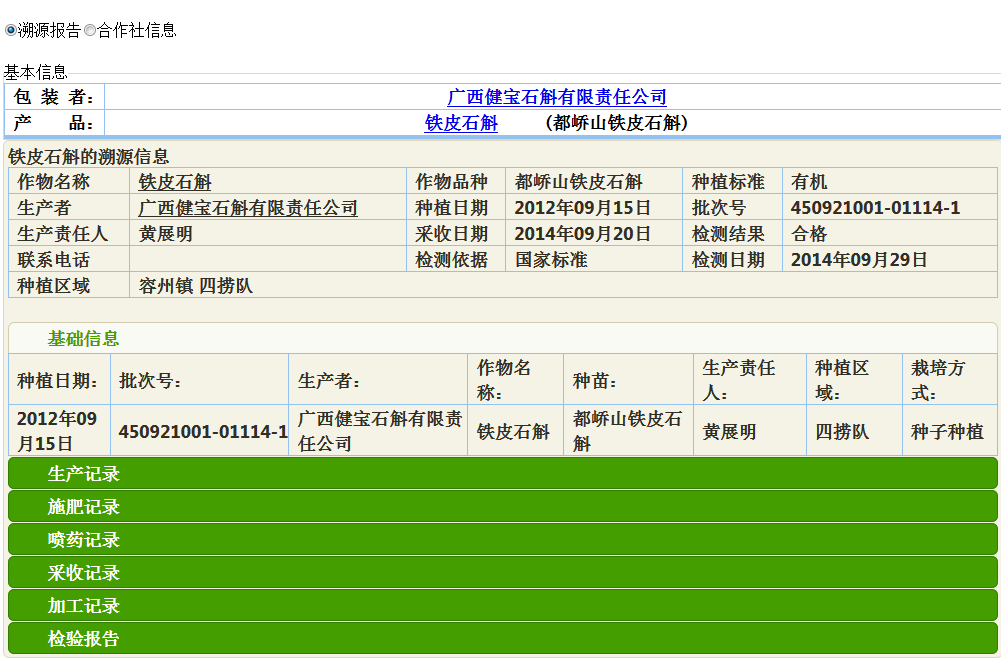 溯源报告 合作社信息
基本信息
包 装 者: 广西健宝石斛有限责任公司
产 品: 铁皮石斛 (都峤山铁皮石斛)
铁皮石斛的溯源信息
作物名称 铁皮石斛 作物品种 都峤山铁皮石斛 种植标准 有机
生产者 广西健宝石斛有限责任公司 种植日期 2012年09月15日 批次号 450921001-01114-1
生产责任人 黄展明 采收日期 2014年09月20日 检测结果 合格
联系电话 检测依据 国家标准 检测日期 2014年09月29日
种植区域 容州镇 四捞队
基础信息
种植日期: 批次号: 生产者: 作物名称: 种苗: 生产责任人: 种植区域: 栽培方式:
2012年09月15日 450921001-01114-1 广西健宝石斛有限责任公司 铁皮石斛 都峤山铁皮石斛 黄展明 四捞队 种子种植
生产记录
施肥记录
喷药记录
采收记录
加工记录
检验报告